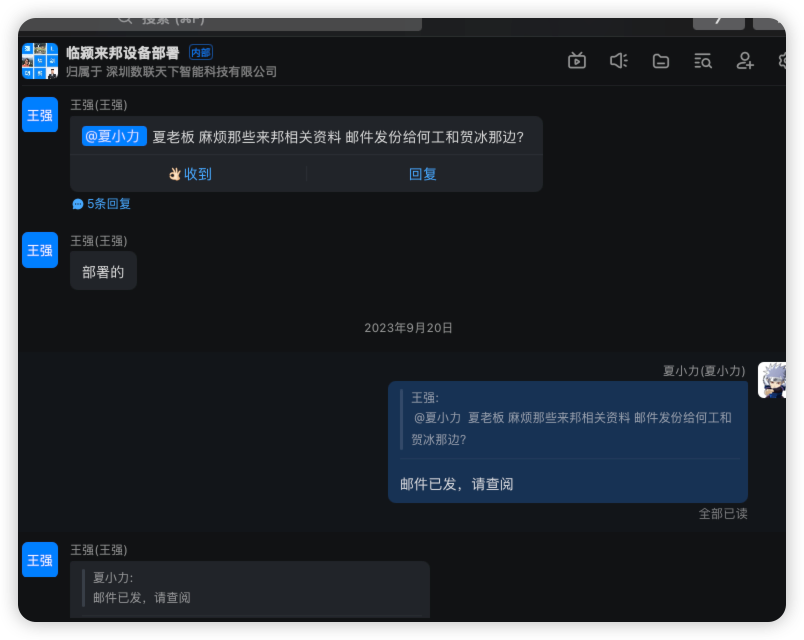 搜索 (⌘F)
临颍来邦设备部署 内部
归属于 深圳数联天下智能科技有限公司
王强(王强)
王强
@夏小力 夏老板 麻烦那些来邦相关资料 邮件发份给何工和贺冰那边?
收到 回复
5条回复
王强(王强)
王强
部署的
2023年9月20日
夏小力(夏小力)
王强:
@夏小力 夏老板 麻烦那些来邦相关资料 邮件发份给何工和
贺冰那边?
邮件已发，请查阅
全部已读
王强(王强)
王强
夏小力:
邮件已发，请查阅